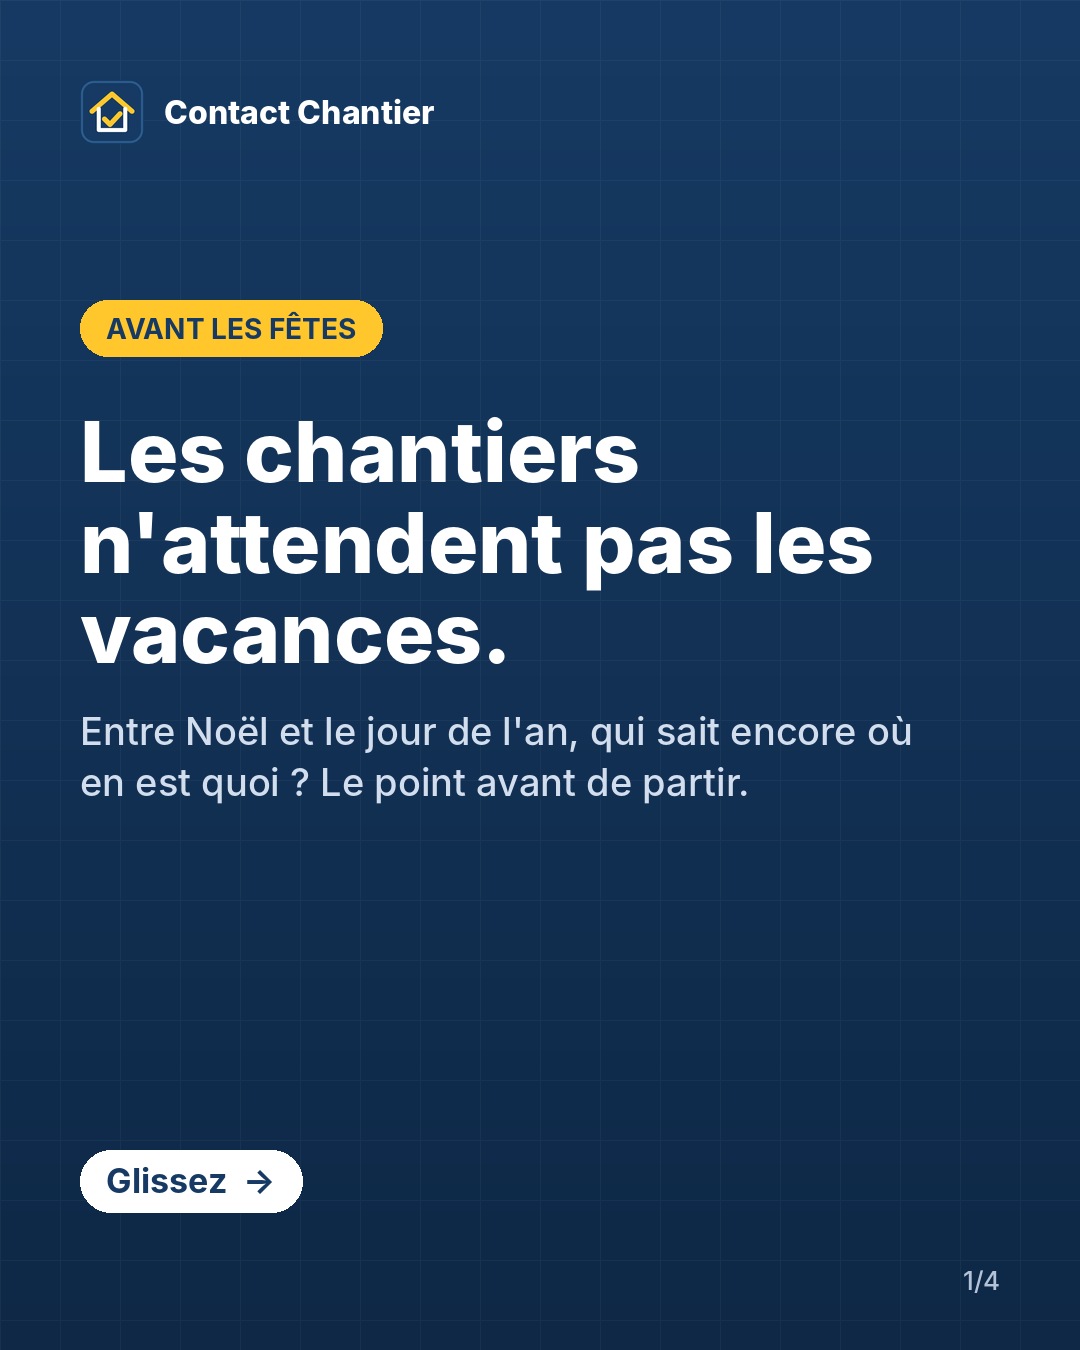 Contact Chantier
AVANT LES FÊTES
Les chantiers
n'attendent pas les
vacances.
Entre Noël et le jour de l'an, qui sait encore où
en est quoi ? Le point avant de partir.
Glissez →
1/4